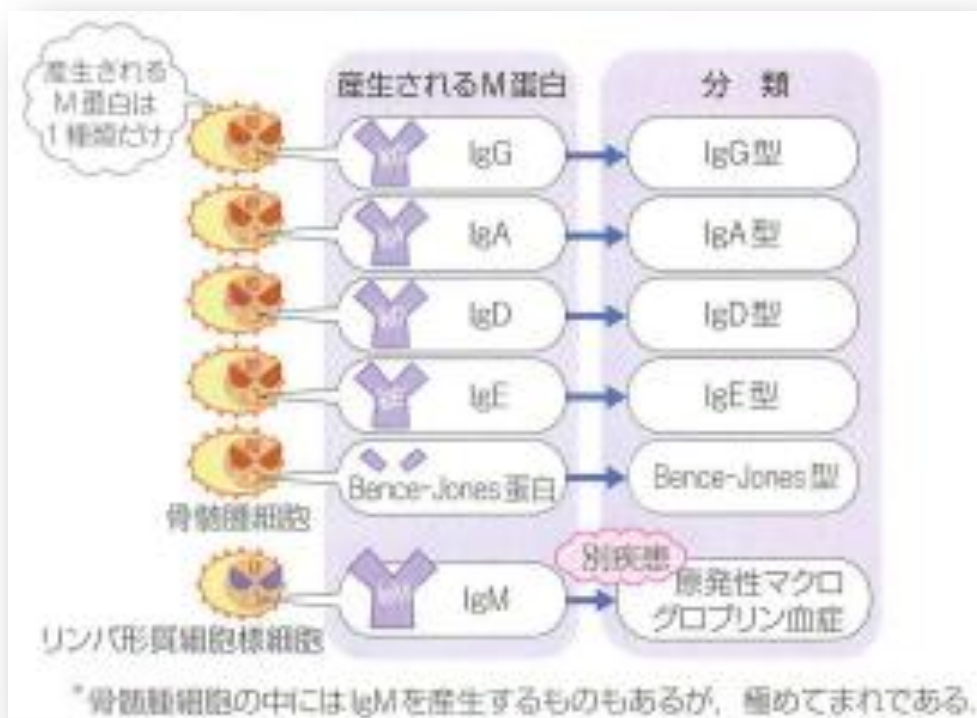 産生される
M蛋白は
1種類だけ
産生されるM蛋白
分 類
IgG
IgG型
IgA
IgA型
IgD
IgD型
IgE
IgE型
Bence-Jones蛋白
Bence-Jones型
骨髄腫細胞
別疾患
IgM
原発性マクロ
グロブリン血症
リンパ形質細胞様細胞
*骨髄腫細胞の中にはIgMを産生するものもあるが，極めてまれである